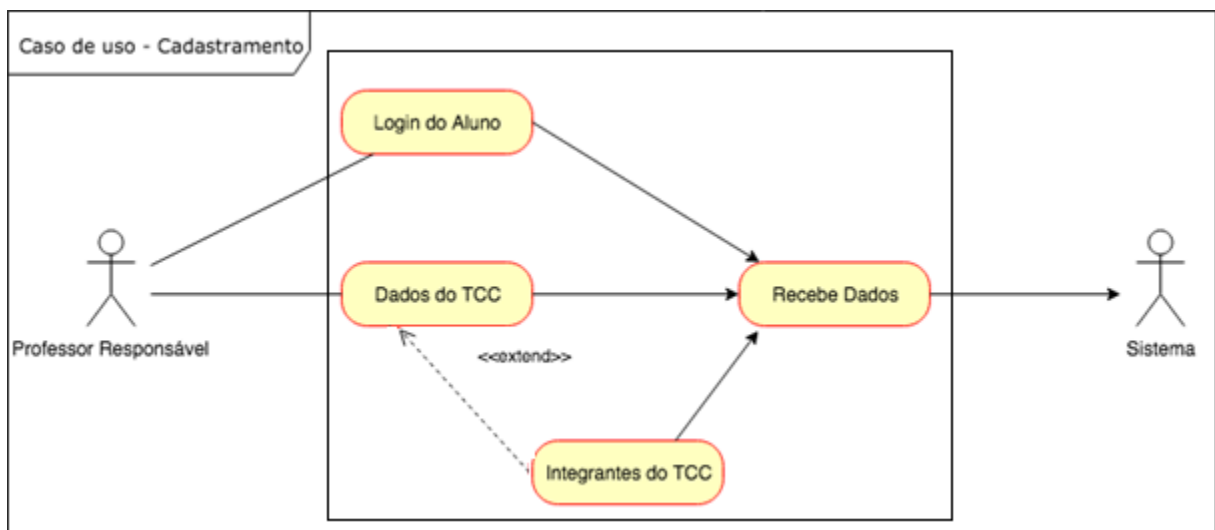 Caso de uso - Cadastramento
Login do Aluno
Dados do TCC
Recebe Dados
Professor Responsável
Sistema
<<extend>>
Integrantes do TCC